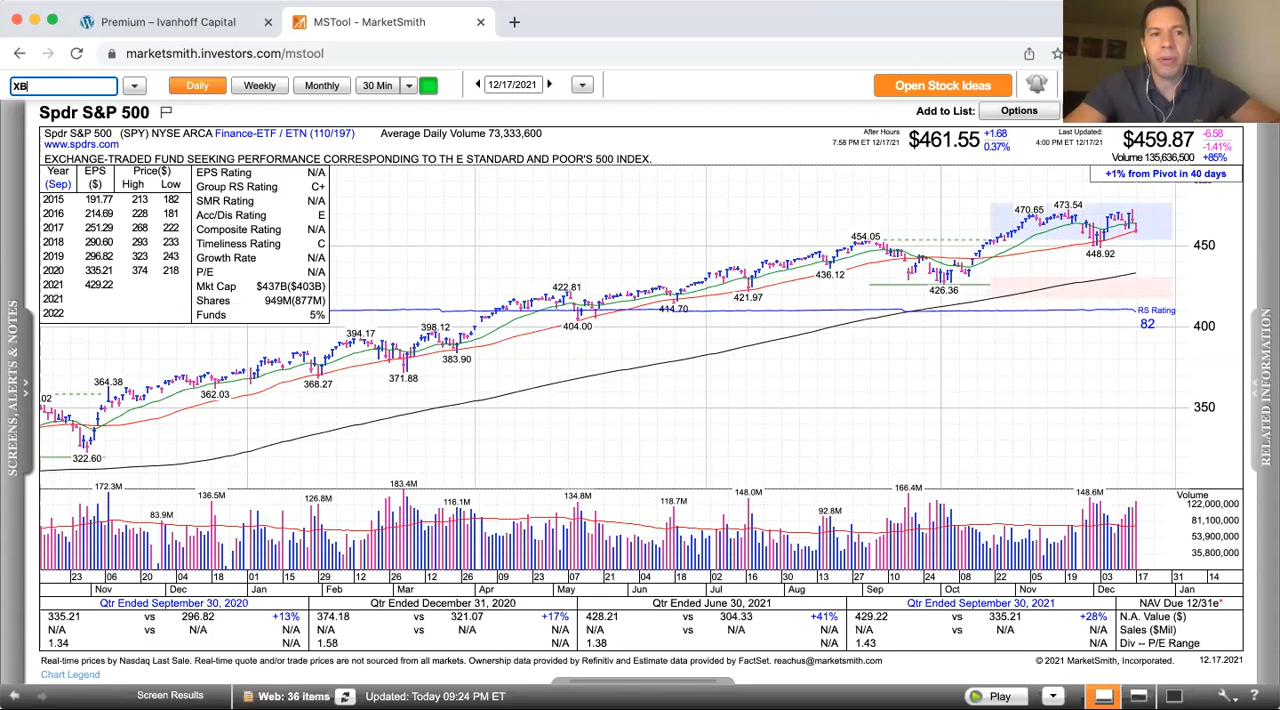 Premium – Ivanhoff Capital
MSTool - MarketSmith
marketsmith.investors.com/mstool
XB
Daily
Weekly
Monthly
30 Min
12/17/2021
Open Stock Ideas
Spdr S&P 500
Add to List:
Options
Spdr S&P 500 (SPY) NYSE ARCA Finance-ETF / ETN (110/197) Average Daily Volume 73,333,600
www.spdrs.com
After Hours
7:58 PM ET 12/17/21
$461.55
+1.68
0.37%
Last Updated:
4:00 PM ET 12/17/21
$459.87
-6.58
-1.41%
Volume 135,636,500 +85%
EXCHANGE-TRADED FUND SEEKING PERFORMANCE CORRESPONDING TO TH E STANDARD AND POOR'S 500 INDEX.
+1% from Pivot in 40 days
Year EPS Price($)
(Sep) ($) High Low
2015 191.77 213 182
2016 214.69 228 181
2017 251.29 268 222
2018 290.60 293 233
2019 296.82 323 243
2020 335.21 374 218
2021 429.22
2021
2022
EPS Rating N/A
Group RS Rating C+
SMR Rating N/A
Acc/Dis Rating E
Composite Rating N/A
Timeliness Rating C
Growth Rate N/A
P/E N/A
Mkt Cap $437B($403B)
Shares 949M(877M)
Funds 5%
470.65
473.54
454.05
450
448.92
436.12
426.36
422.81
421.97
414.70
404.00
RS Rating
82
400
398.12
394.17
383.90
371.88
368.27
364.38
362.03
350
.02
322.60
172.3M
83.9M
136.5M
126.8M
183.4M
116.1M
134.8M
118.7M
148.0M
92.8M
166.4M
148.6M
Volume
122,000,000
81,100,000
53,900,000
35,800,000
23 06 20 04 18 01 15 29 12 26 12 26 09 23 07 21 04 18 02 16 30 13 27 10 24 08 22 05 19 03 17 31 14
Nov Dec Jan Feb Mar Apr May Jun Jul Aug Sep Oct Nov Dec Jan
Qtr Ended September 30, 2020
335.21 vs 296.82 +13%
N/A vs N/A N/A
1.34 N/A
Qtr Ended December 31, 2020
374.18 vs 321.07 +17%
N/A vs N/A N/A
1.58 N/A
Qtr Ended June 30, 2021
428.21 vs 304.33 +41%
N/A vs N/A N/A
1.38 N/A
Qtr Ended September 30, 2021
429.22 vs 335.21 +28%
N/A vs N/A N/A
1.43 N/A
NAV Due 12/31e*
N.A. Value ($)
Sales ($Mil)
Div -- P/E Range
Real-time prices by Nasdaq Last Sale. Real-time quote and/or trade prices are not sourced from all markets. Ownership data provided by Refinitiv and Estimate data provided by FactSet. reachus@marketsmith.com
© 2021 MarketSmith, Incorporated.
12.17.2021
Chart Legend
SCREENS, ALERTS & NOTES
RELATED INFORMATION
Screen Results
Web: 36 items
Updated: Today 09:24 PM ET
Play